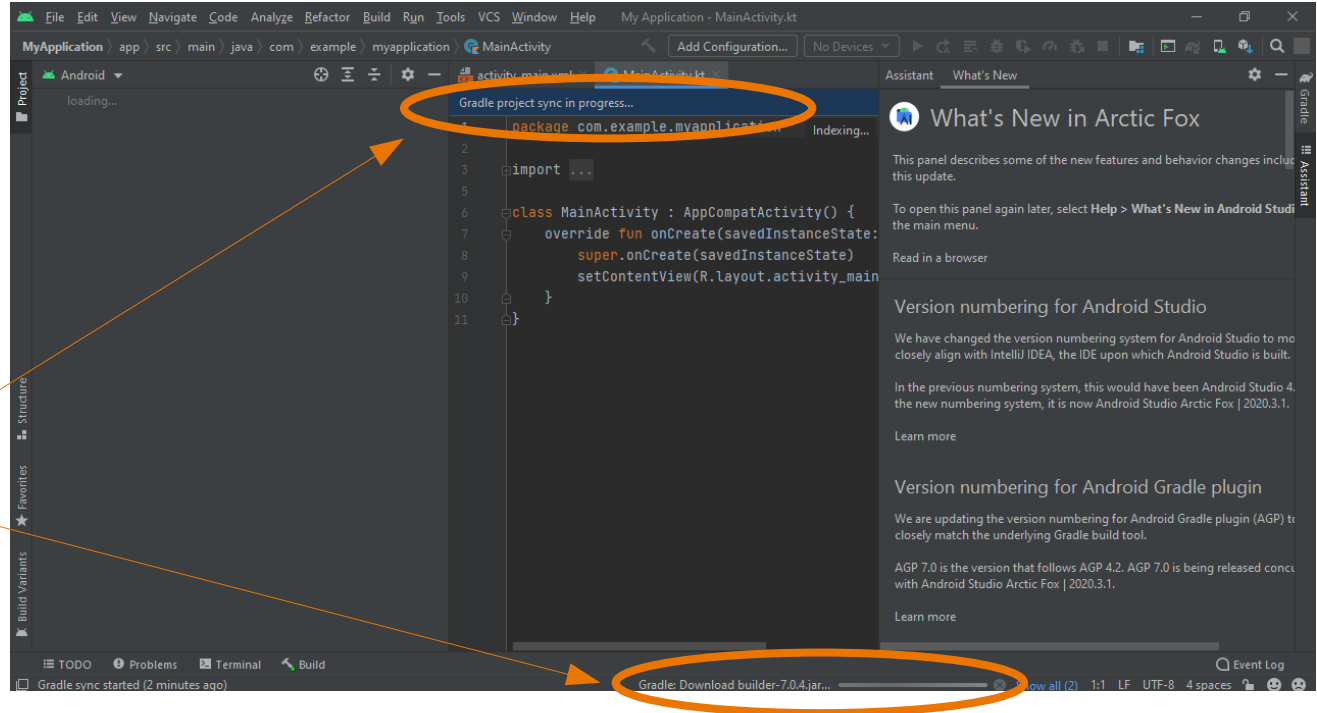 File Edit View Navigate Code Analyze Refactor Build Run Tools VCS Window Help My Application - MainActivity.kt
MyApplication app src main java com example myapplication MainActivity Add Configuration... No Devices
Project
Android
loading...
activity_main.xml MainActivity.kt
Gradle project sync in progress...
Indexing...
1 package com.example.myapplication
2
3 import ...
5
6 class MainActivity : AppCompatActivity() {
7 override fun onCreate(savedInstanceState:
8 super.onCreate(savedInstanceState)
9 setContentView(R.layout.activity_main
10 }
11 }
Assistant What's New
What's New in Arctic Fox
This panel describes some of the new features and behavior changes includ
this update.
To open this panel again later, select Help > What's New in Android Studi
the main menu.
Read in a browser
Version numbering for Android Studio
We have changed the version numbering system for Android Studio to mo
closely align with IntelliJ IDEA, the IDE upon which Android Studio is built.
In the previous numbering system, this would have been Android Studio 4.
the new numbering system, it is now Android Studio Arctic Fox | 2020.3.1.
Learn more
Version numbering for Android Gradle plugin
We are updating the version numbering for Android Gradle plugin (AGP) to
closely match the underlying Gradle build tool.
AGP 7.0 is the version that follows AGP 4.2. AGP 7.0 is being released concu
with Android Studio Arctic Fox | 2020.3.1.
Learn more
Gradle
Assistant
Structure
Favorites
Build Variants
TODO Problems Terminal Build Event Log
Gradle sync started (2 minutes ago) Gradle: Download builder-7.0.4.jar... Show all (2) 1:1 LF UTF-8 4 spaces